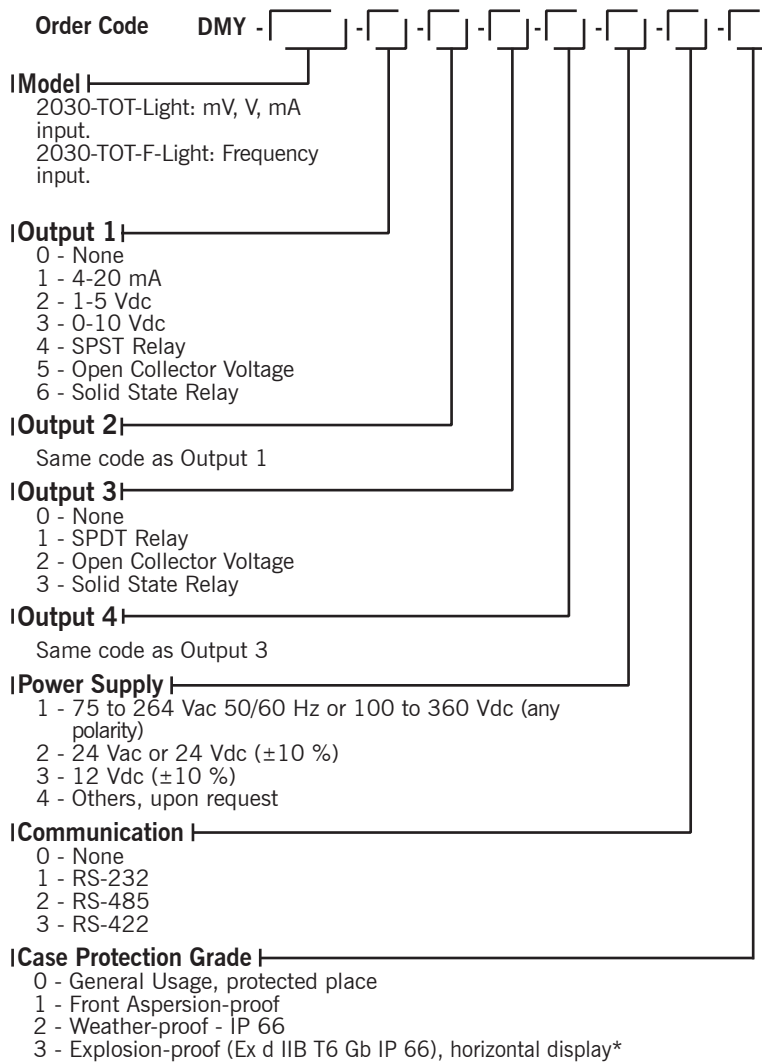 Order Code DMY - - - - - - - -
Model
2030-TOT-Light: mV, V, mA
input.
2030-TOT-F-Light: Frequency
input.
Output 1
0 - None
1 - 4-20 mA
2 - 1-5 Vdc
3 - 0-10 Vdc
4 - SPST Relay
5 - Open Collector Voltage
6 - Solid State Relay
Output 2
Same code as Output 1
Output 3
0 - None
1 - SPDT Relay
2 - Open Collector Voltage
3 - Solid State Relay
Output 4
Same code as Output 3
Power Supply
1 - 75 to 264 Vac 50/60 Hz or 100 to 360 Vdc (any
polarity)
2 - 24 Vac or 24 Vdc (±10 %)
3 - 12 Vdc (±10 %)
4 - Others, upon request
Communication
0 - None
1 - RS-232
2 - RS-485
3 - RS-422
Case Protection Grade
0 - General Usage, protected place
1 - Front Aspersion-proof
2 - Weather-proof - IP 66
3 - Explosion-proof (Ex d IIB T6 Gb IP 66), horizontal display*